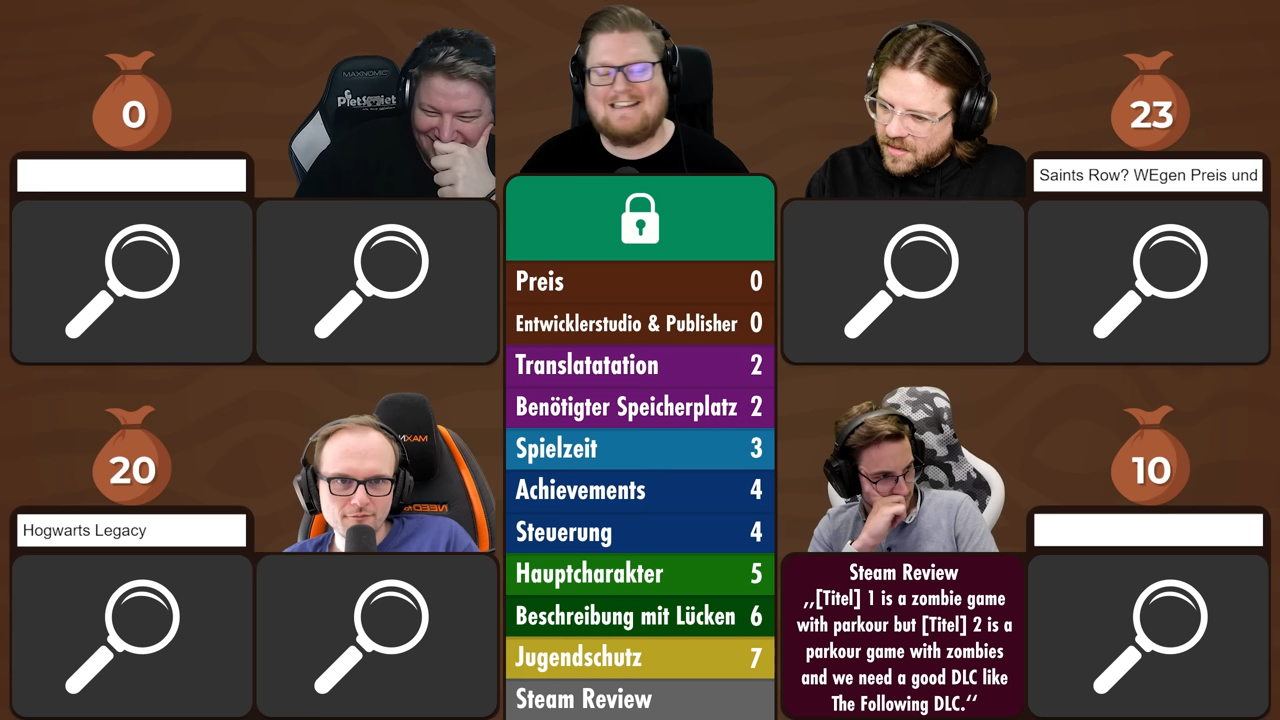 MAXNOMIC
PietSmiet
0
23
Saints Row? WEgen Preis und
Preis 0
Entwicklerstudio & Publisher 0
Translatatation 2
Benötigter Speicherplatz 2
Spielzeit 3
Achievements 4
Steuerung 4
Hauptcharakter 5
Beschreibung mit Lücken 6
Jugendschutz 7
Steam Review
20
Hogwarts Legacy
10
Steam Review
,,[Titel] 1 is a zombie game
with parkour but [Titel] 2 is a
parkour game with zombies
and we need a good DLC like
The Following DLC.‘‘